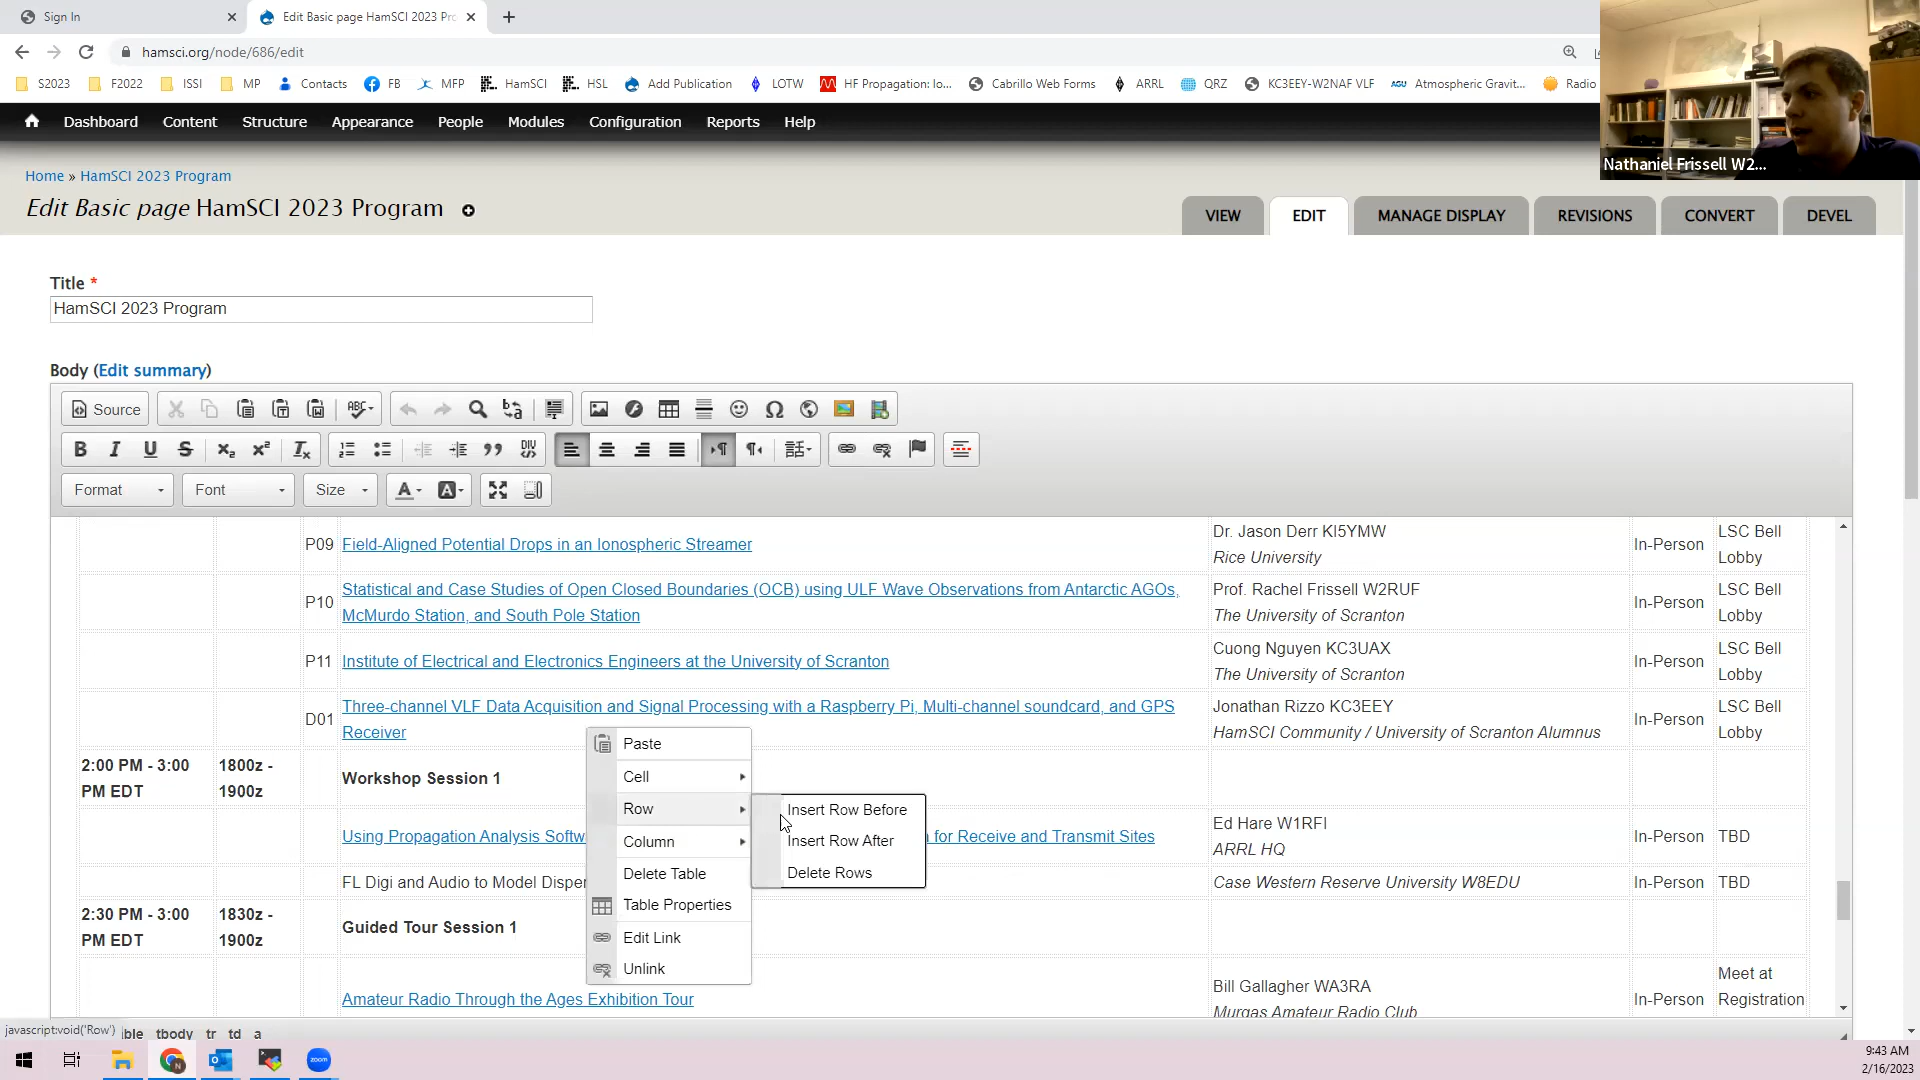 Sign In
Edit Basic page HamSCI 2023 Pro
hamsci.org/node/686/edit
S2023
F2022
ISSI
MP
Contacts
FB
MFP
HamSCI
HSL
Add Publication
LOTW
HF Propagation: Io...
Cabrillo Web Forms
ARRL
QRZ
KC3EEY-W2NAF VLF
AGU
Atmospheric Gravit...
Radio
Nathaniel Frissell W2...
Dashboard
Content
Structure
Appearance
People
Modules
Configuration
Reports
Help
Home » HamSCI 2023 Program
Edit Basic page HamSCI 2023 Program
VIEW
EDIT
MANAGE DISPLAY
REVISIONS
CONVERT
DEVEL
Title *
HamSCI 2023 Program
Body (Edit summary)
Source
ABC
DIV
Format
Font
Size
P09
Field-Aligned Potential Drops in an Ionospheric Streamer
Dr. Jason Derr KI5YMW
Rice University
In-Person
LSC Bell
Lobby
P10
Statistical and Case Studies of Open Closed Boundaries (OCB) using ULF Wave Observations from Antarctic AGOs,
McMurdo Station, and South Pole Station
Prof. Rachel Frissell W2RUF
The University of Scranton
In-Person
LSC Bell
Lobby
P11
Institute of Electrical and Electronics Engineers at the University of Scranton
Cuong Nguyen KC3UAX
The University of Scranton
In-Person
LSC Bell
Lobby
D01
Three-channel VLF Data Acquisition and Signal Processing with a Raspberry Pi, Multi-channel soundcard, and GPS
Receiver
Jonathan Rizzo KC3EEY
HamSCI Community / University of Scranton Alumnus
In-Person
LSC Bell
Lobby
2:00 PM - 3:00
PM EDT
1800z -
1900z
Workshop Session 1
Using Propagation Analysis Softw
for Receive and Transmit Sites
Ed Hare W1RFI
ARRL HQ
In-Person
TBD
FL Digi and Audio to Model Disper
Case Western Reserve University W8EDU
In-Person
TBD
2:30 PM - 3:00
PM EDT
1830z -
1900z
Guided Tour Session 1
Amateur Radio Through the Ages Exhibition Tour
Bill Gallagher WA3RA
Murgas Amateur Radio Club
In-Person
Meet at
Registration
Paste
Cell
Row
Column
Delete Table
Table Properties
Edit Link
Unlink
Insert Row Before
Insert Row After
Delete Rows
javascript:void('Row')
ble
tbody
tr
td
a
zoom
9:43 AM
2/16/2023